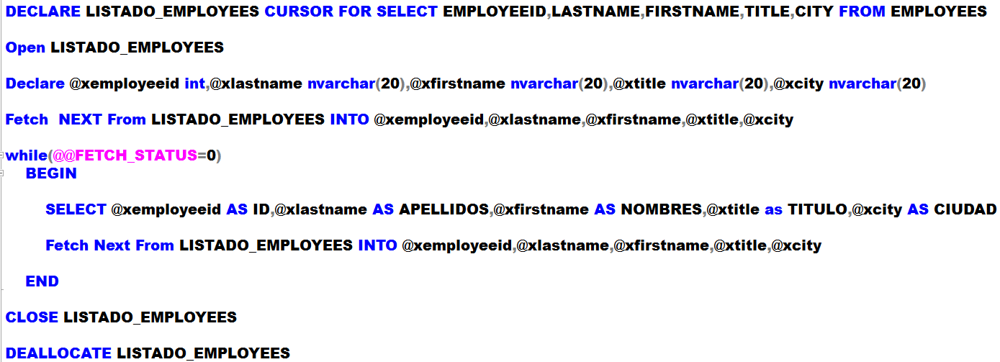 DECLARE LISTADO_EMPLOYEES CURSOR FOR SELECT EMPLOYEEID,LASTNAME,FIRSTNAME,TITLE,CITY FROM EMPLOYEES
Open LISTADO_EMPLOYEES
Declare @xemployeeid int,@xlastname nvarchar(20),@xfirstname nvarchar(20),@xtitle nvarchar(20),@xcity nvarchar(20)
Fetch  NEXT From LISTADO_EMPLOYEES INTO @xemployeeid,@xlastname,@xfirstname,@xtitle,@xcity
while(@@FETCH_STATUS=0)
BEGIN
SELECT @xemployeeid AS ID,@xlastname AS APELLIDOS,@xfirstname AS NOMBRES,@xtitle as TITULO,@xcity AS CIUDAD
Fetch Next From LISTADO_EMPLOYEES INTO @xemployeeid,@xlastname,@xfirstname,@xtitle,@xcity
END
CLOSE LISTADO_EMPLOYEES
DEALLOCATE LISTADO_EMPLOYEES